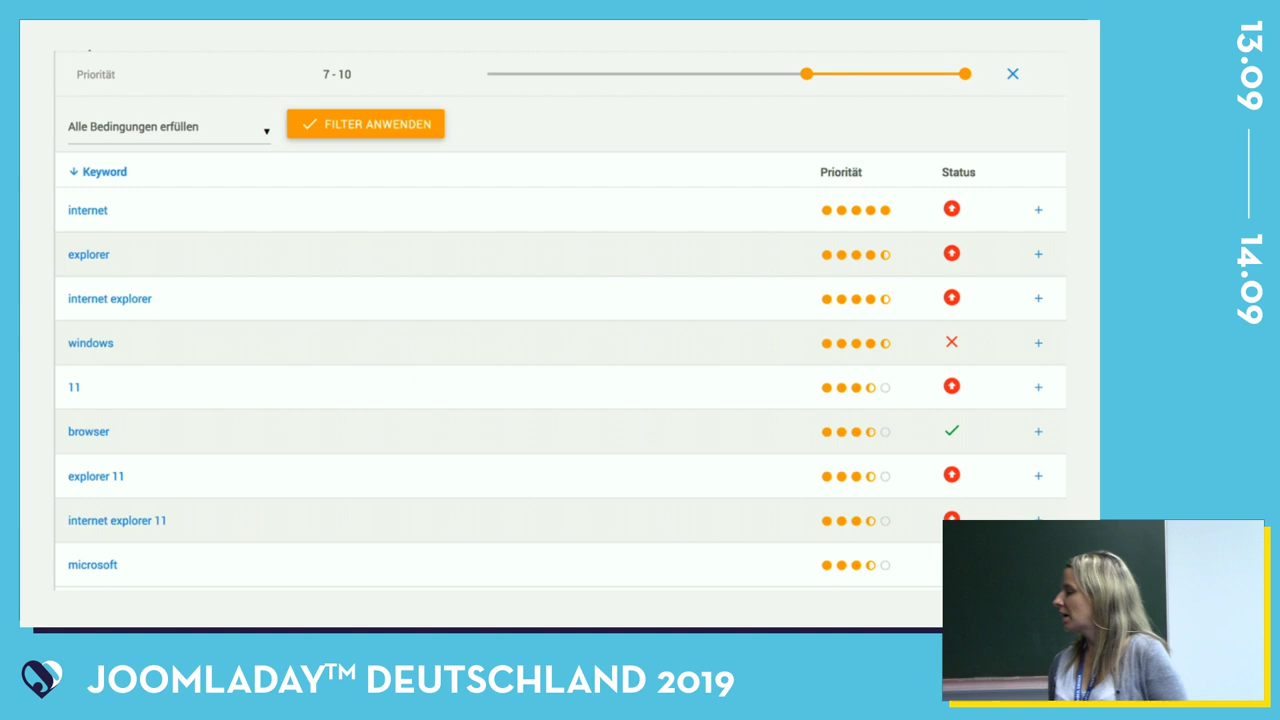 Priorität 7 - 10
Alle Bedingungen erfüllen FILTER ANWENDEN
Keyword Priorität Status
internet
explorer
internet explorer
windows
11
browser
explorer 11
internet explorer 11
microsoft
13.09
14.09
JOOMLADAY™ DEUTSCHLAND 2019